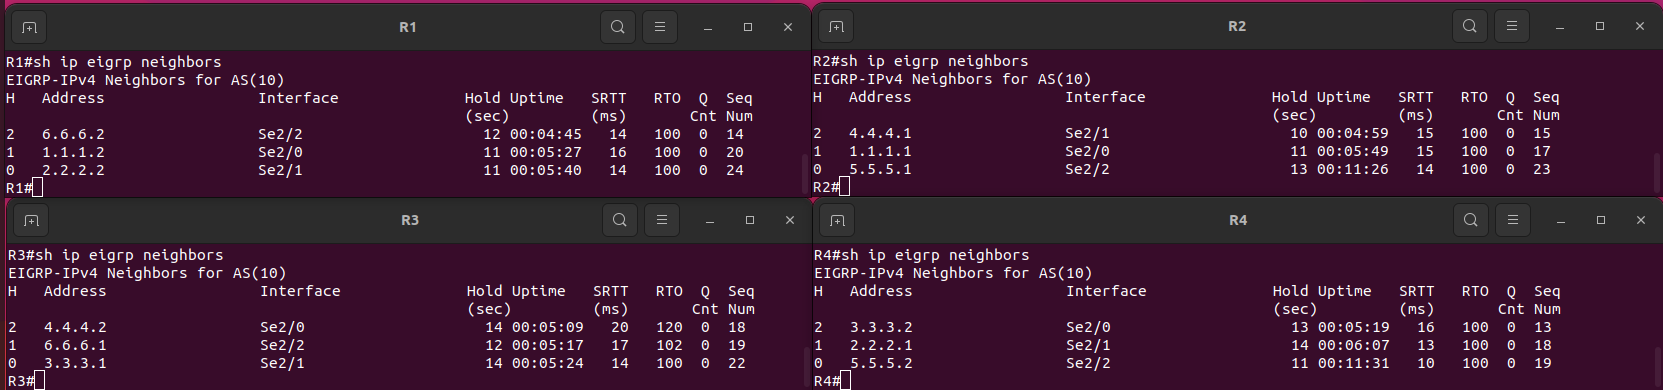 R1
R1#sh ip eigrp neighbors
EIGRP-IPv4 Neighbors for AS(10)
H   Address                 Interface              Hold Uptime   SRTT   RTO  Q  Seq
                                                   (sec)         (ms)       Cnt Num
2   6.6.6.2                 Se2/2                    12 00:04:45   14   100  0  14
1   1.1.1.2                 Se2/0                    11 00:05:27   16   100  0  20
0   2.2.2.2                 Se2/1                    11 00:05:40   14   100  0  24
R1#
R2
R2#sh ip eigrp neighbors
EIGRP-IPv4 Neighbors for AS(10)
H   Address                 Interface              Hold Uptime   SRTT   RTO  Q  Seq
                                                   (sec)         (ms)       Cnt Num
2   4.4.4.1                 Se2/1                    10 00:04:59   15   100  0  15
1   1.1.1.1                 Se2/0                    11 00:05:49   15   100  0  17
0   5.5.5.1                 Se2/2                    13 00:11:26   14   100  0  23
R2#
R3
R3#sh ip eigrp neighbors
EIGRP-IPv4 Neighbors for AS(10)
H   Address                 Interface              Hold Uptime   SRTT   RTO  Q  Seq
                                                   (sec)         (ms)       Cnt Num
2   4.4.4.2                 Se2/0                    14 00:05:09   20   120  0  18
1   6.6.6.1                 Se2/2                    12 00:05:17   17   102  0  19
0   3.3.3.1                 Se2/1                    14 00:05:24   14   100  0  22
R3#
R4
R4#sh ip eigrp neighbors
EIGRP-IPv4 Neighbors for AS(10)
H   Address                 Interface              Hold Uptime   SRTT   RTO  Q  Seq
                                                   (sec)         (ms)       Cnt Num
2   3.3.3.2                 Se2/0                    13 00:05:19   16   100  0  13
1   2.2.2.1                 Se2/1                    14 00:06:07   13   100  0  18
0   5.5.5.2                 Se2/2                    11 00:11:31   10   100  0  19
R4#